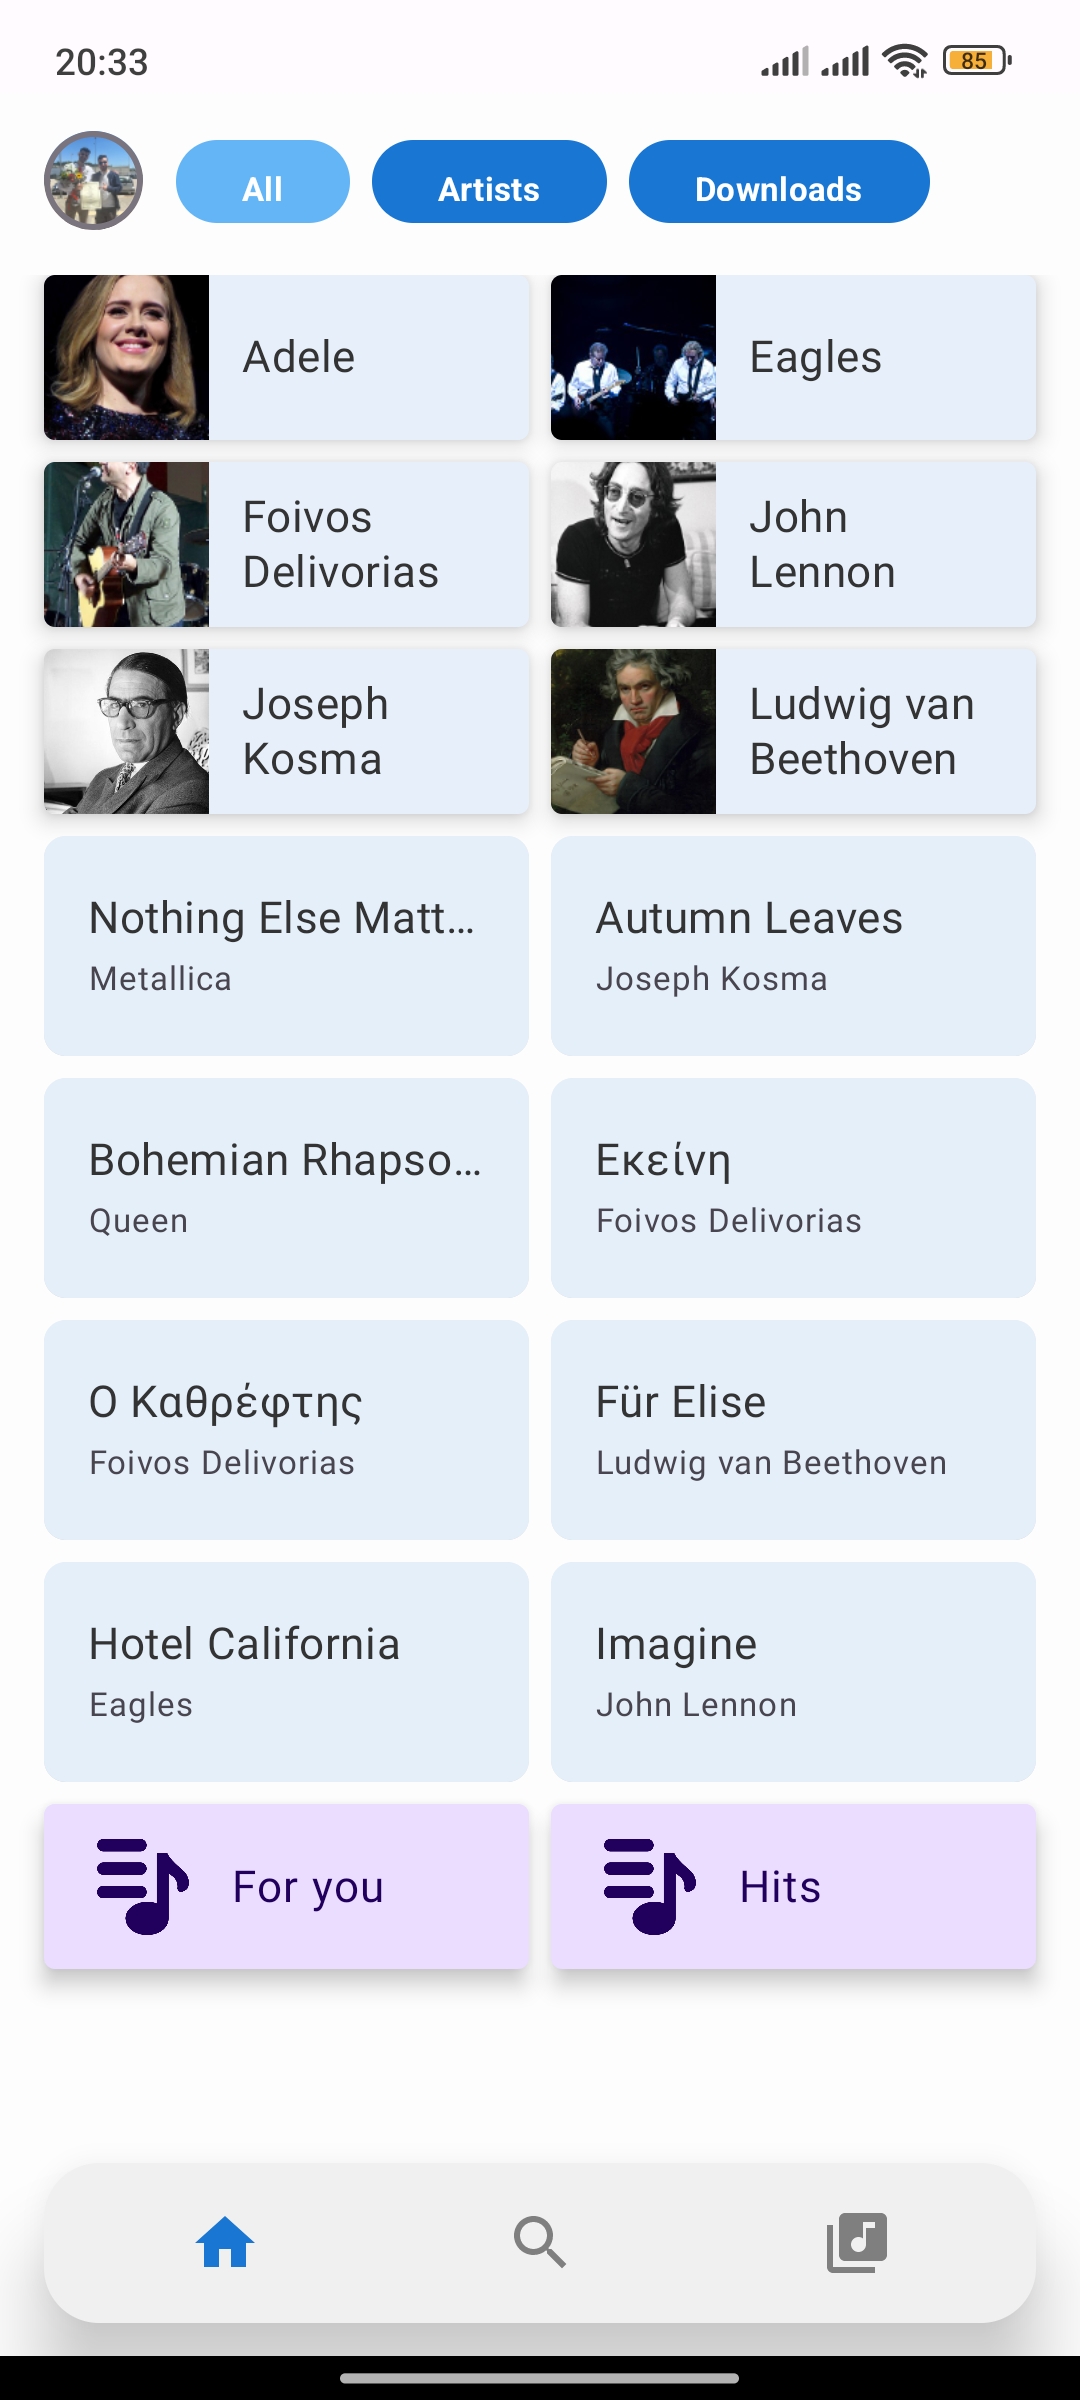 20:33
85
All
Artists
Downloads
Adele
Eagles
Foivos
Delivorias
John
Lennon
Joseph
Kosma
Ludwig van
Beethoven
Nothing Else Matt...
Metallica
Autumn Leaves
Joseph Kosma
Bohemian Rhapso...
Queen
Εκείνη
Foivos Delivorias
Ο Καθρέφτης
Foivos Delivorias
Für Elise
Ludwig van Beethoven
Hotel California
Eagles
Imagine
John Lennon
For you
Hits